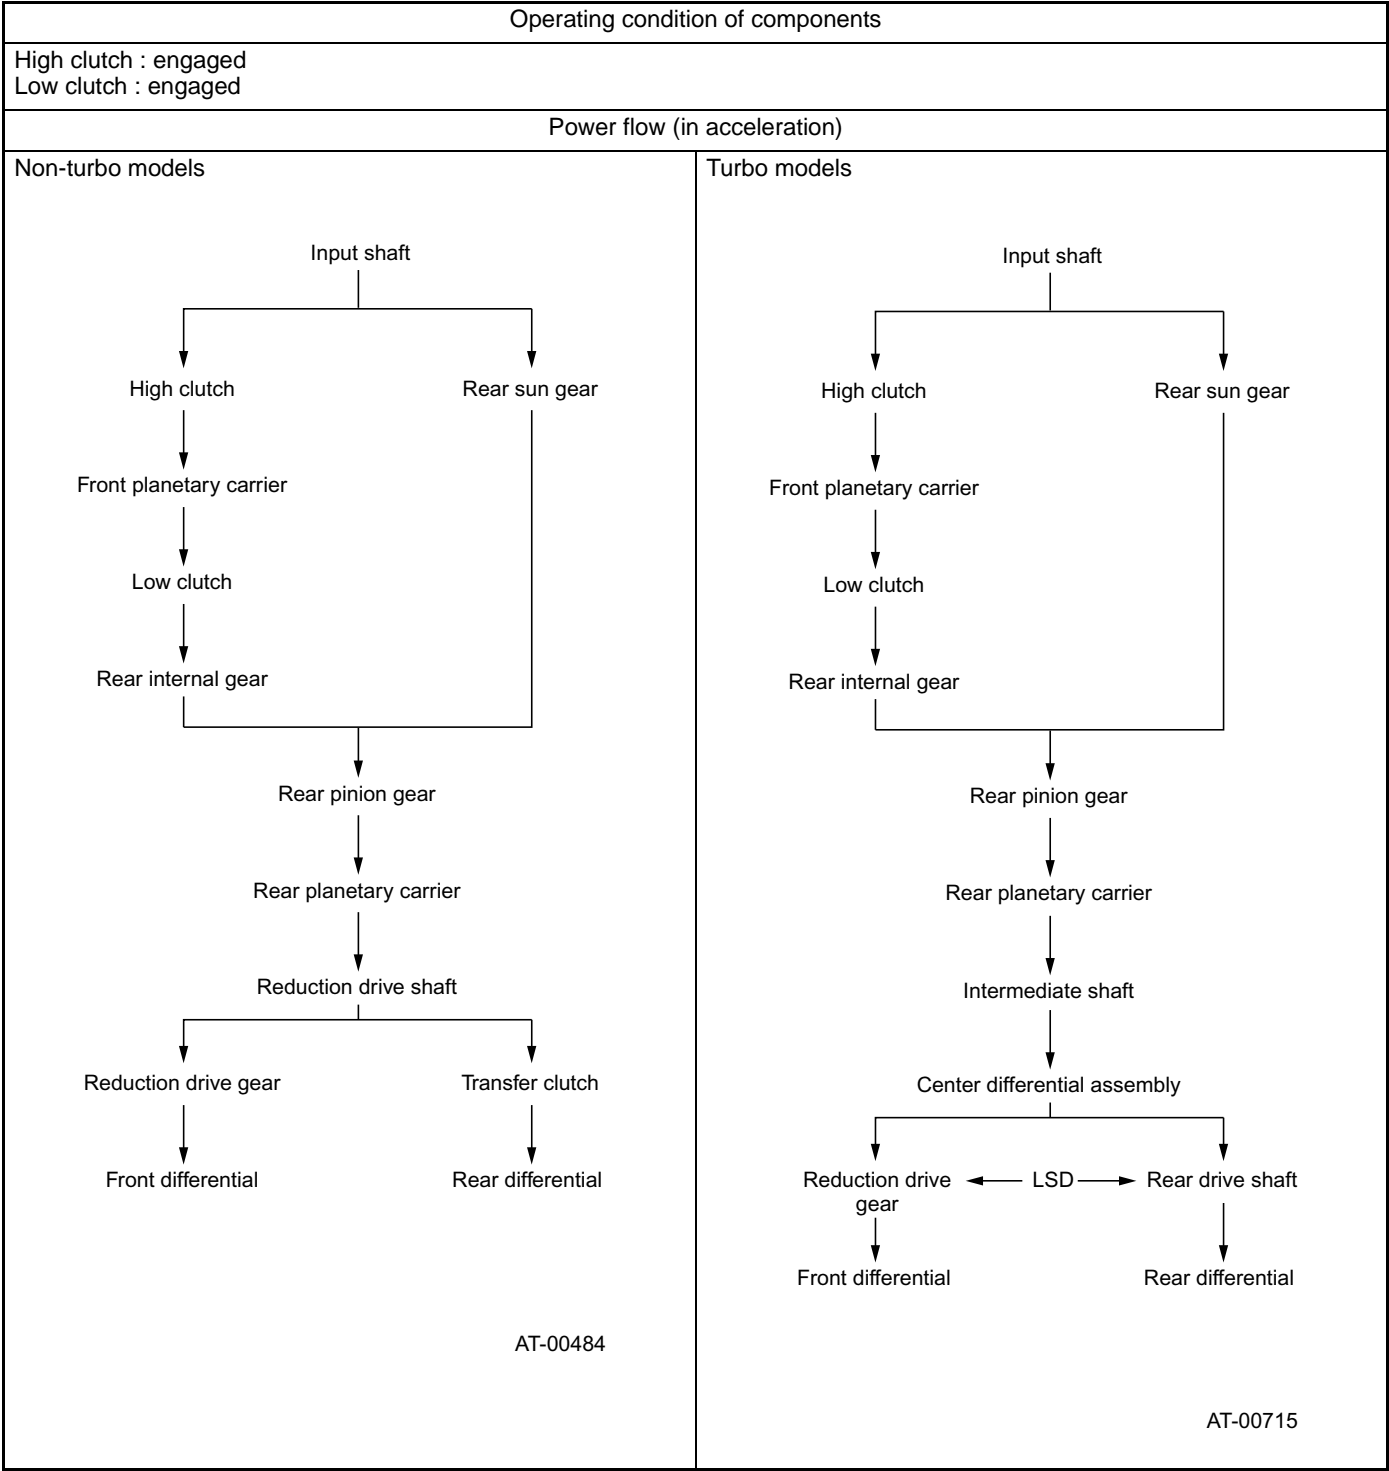 Operating condition of components
High clutch : engaged
Low clutch : engaged
Power flow (in acceleration)
Non-turbo models
Input shaft
High clutch
Rear sun gear
Front planetary carrier
Low clutch
Rear internal gear
Rear pinion gear
Rear planetary carrier
Reduction drive shaft
Reduction drive gear
Transfer clutch
Front differential
Rear differential
AT-00484
Turbo models
Input shaft
High clutch
Rear sun gear
Front planetary carrier
Low clutch
Rear internal gear
Rear pinion gear
Rear planetary carrier
Intermediate shaft
Center differential assembly
Reduction drive
gear
LSD
Rear drive shaft
Front differential
Rear differential
AT-00715